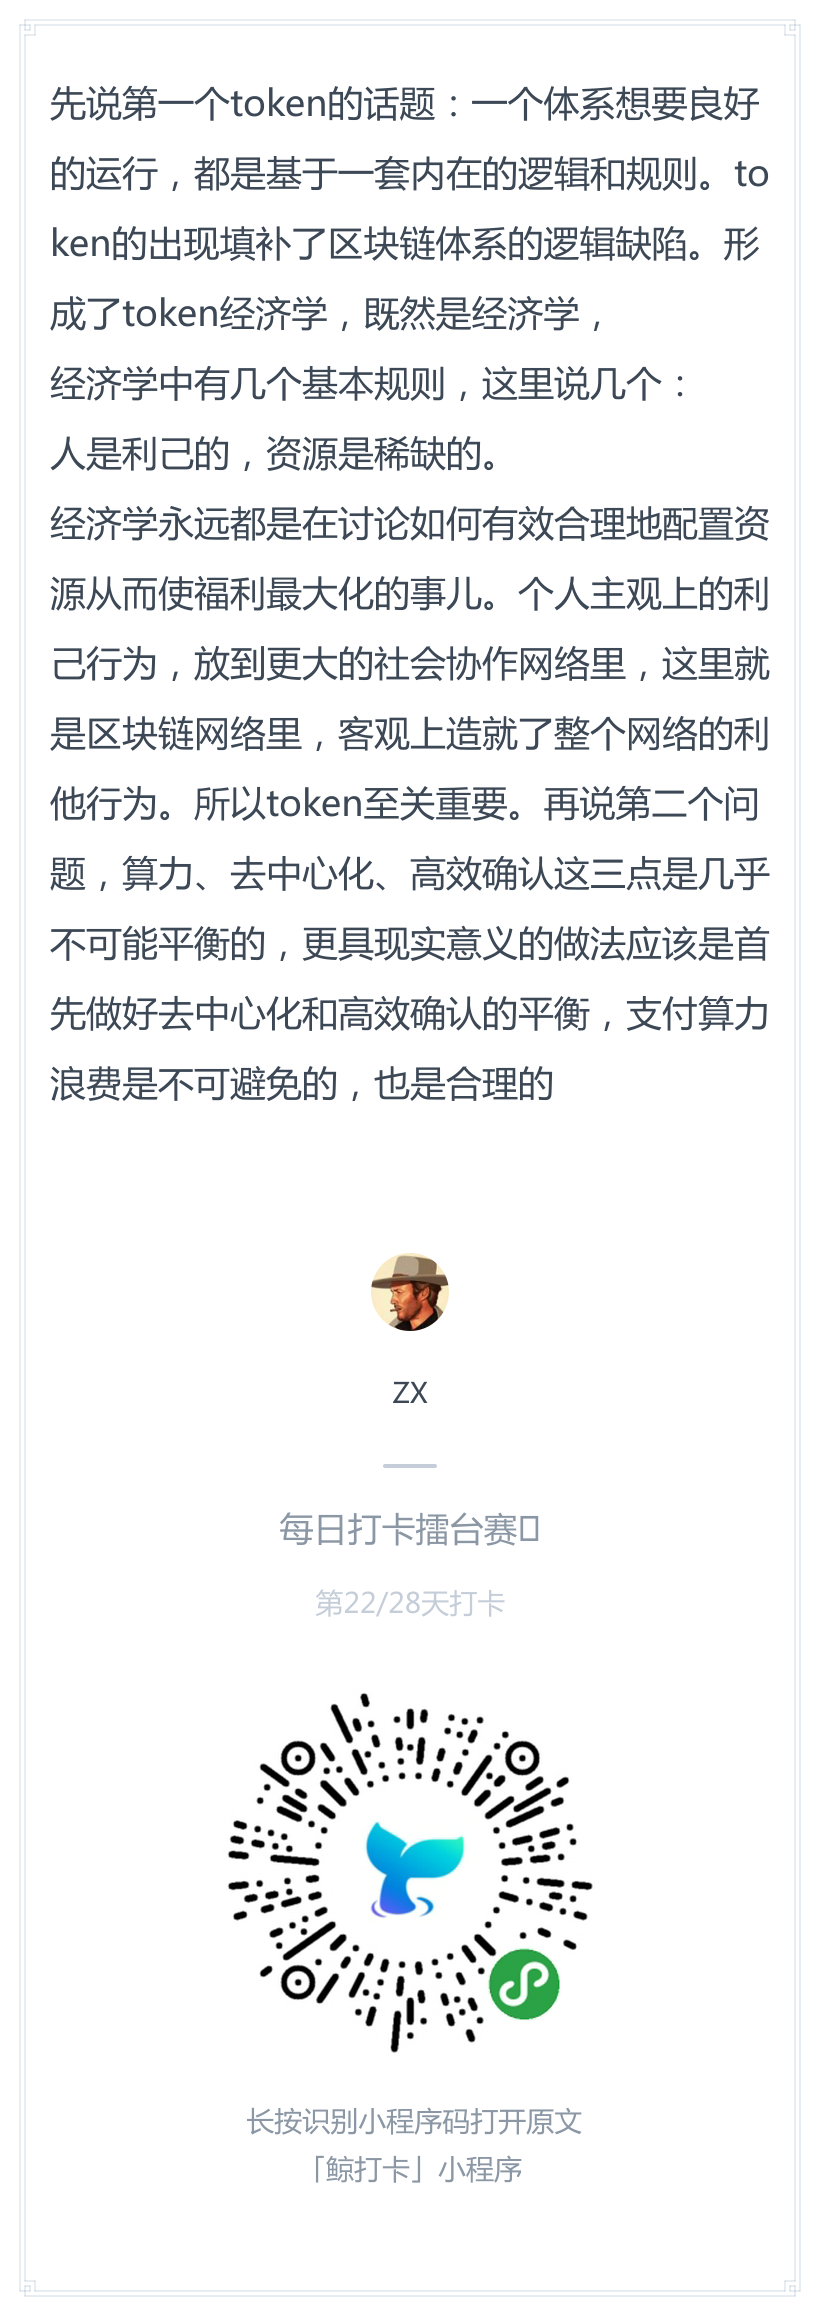 先说第一个token的话题：一个体系想要良好
的运行，都是基于一套内在的逻辑和规则。to
ken的出现填补了区块链体系的逻辑缺陷。形
成了token经济学，既然是经济学，
经济学中有几个基本规则，这里说几个：
人是利己的，资源是稀缺的。
经济学永远都是在讨论如何有效合理地配置资
源从而使福利最大化的事儿。个人主观上的利
己行为，放到更大的社会协作网络里，这里就
是区块链网络里，客观上造就了整个网络的利
他行为。所以token至关重要。再说第二个问
题，算力、去中心化、高效确认这三点是几乎
不可能平衡的，更具现实意义的做法应该是首
先做好去中心化和高效确认的平衡，支付算力
浪费是不可避免的，也是合理的
ZX
每日打卡擂台赛
第22/28天打卡
长按识别小程序码打开原文
「鲸打卡」小程序